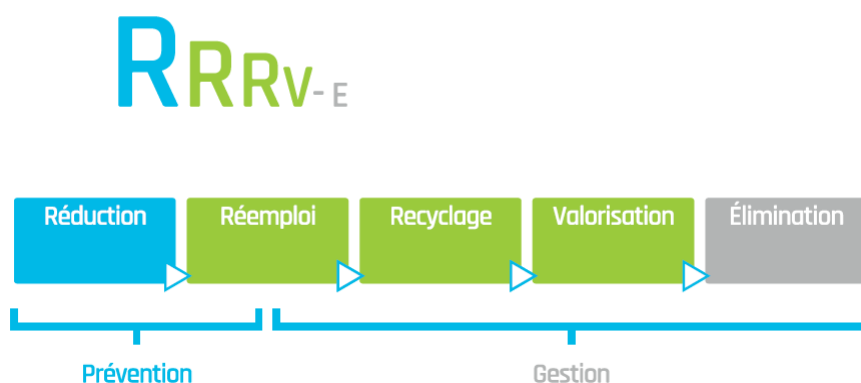 RRRV-E
Réduction Réemploi Recyclage Valorisation Élimination
Prévention Gestion